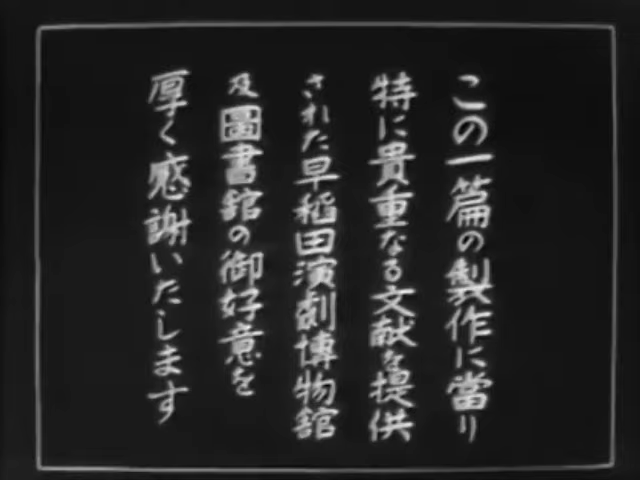 この一篇の製作に當り
特に貴重なる文献を提供
された早稲田演劇博物舘
及圖書舘の御好意を
厚く感謝いたします